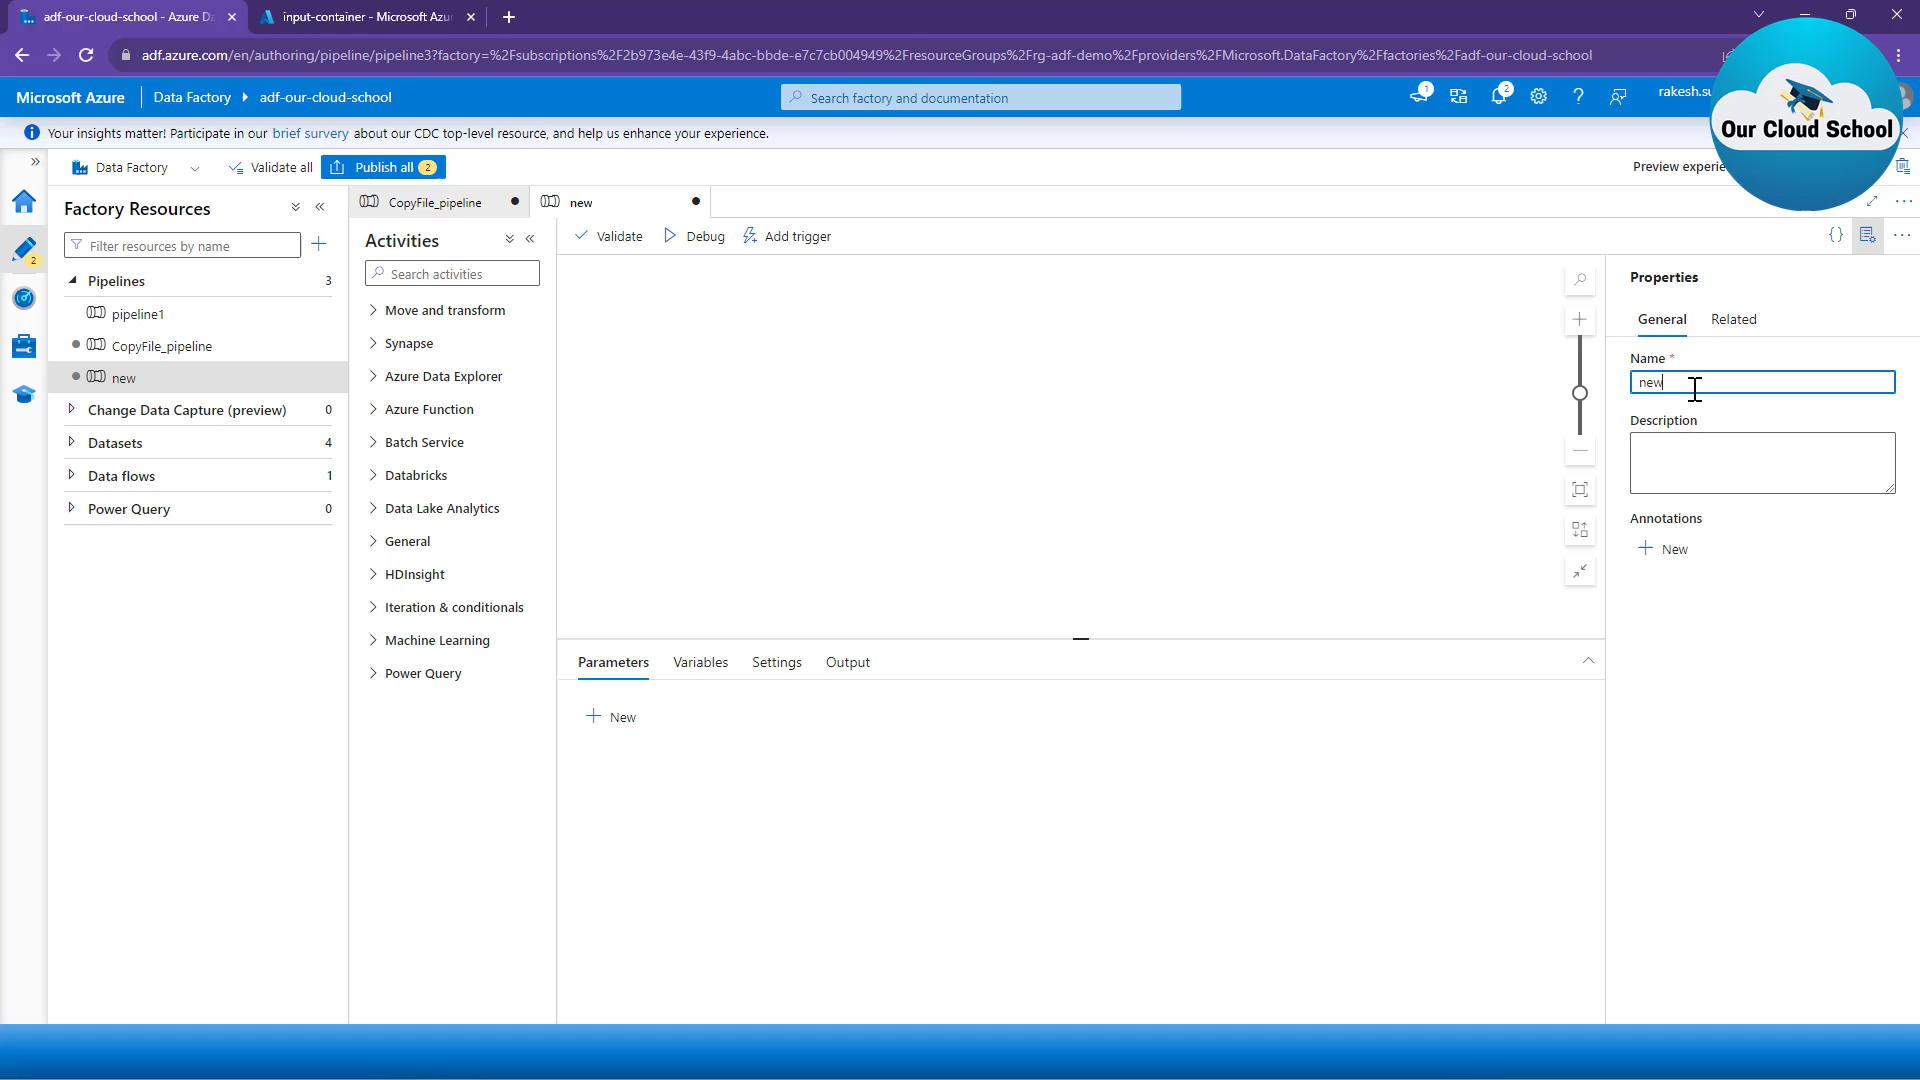 adf-our-cloud-school - Azure Da
input-container - Microsoft Azur
adf.azure.com/en/authoring/pipeline/pipeline3?factory=%2Fsubscriptions%2F2b973e4e-43f9-4abc-bbde-e7c7cb004949%2FresourceGroups%2Frg-adf-demo%2Fproviders%2FMicrosoft.DataFactory%2Ffactories%2Fadf-our-cloud-school
Microsoft Azure
Data Factory
adf-our-cloud-school
Search factory and documentation
1
2
rakesh.su
Our Cloud School
Your insights matter! Participate in our brief survey about our CDC top-level resource, and help us enhance your experience.
Data Factory
Validate all
Publish all 2
Preview experie
Factory Resources
CopyFile_pipeline
new
Filter resources by name
2
Pipelines 3
pipeline1
CopyFile_pipeline
new
Change Data Capture (preview) 0
Datasets 4
Data flows 1
Power Query 0
Activities
Search activities
Move and transform
Synapse
Azure Data Explorer
Azure Function
Batch Service
Databricks
Data Lake Analytics
General
HDInsight
Iteration & conditionals
Machine Learning
Power Query
Validate
Debug
Add trigger
{}
Parameters
Variables
Settings
Output
New
Properties
General
Related
Name *
new
Description
Annotations
New